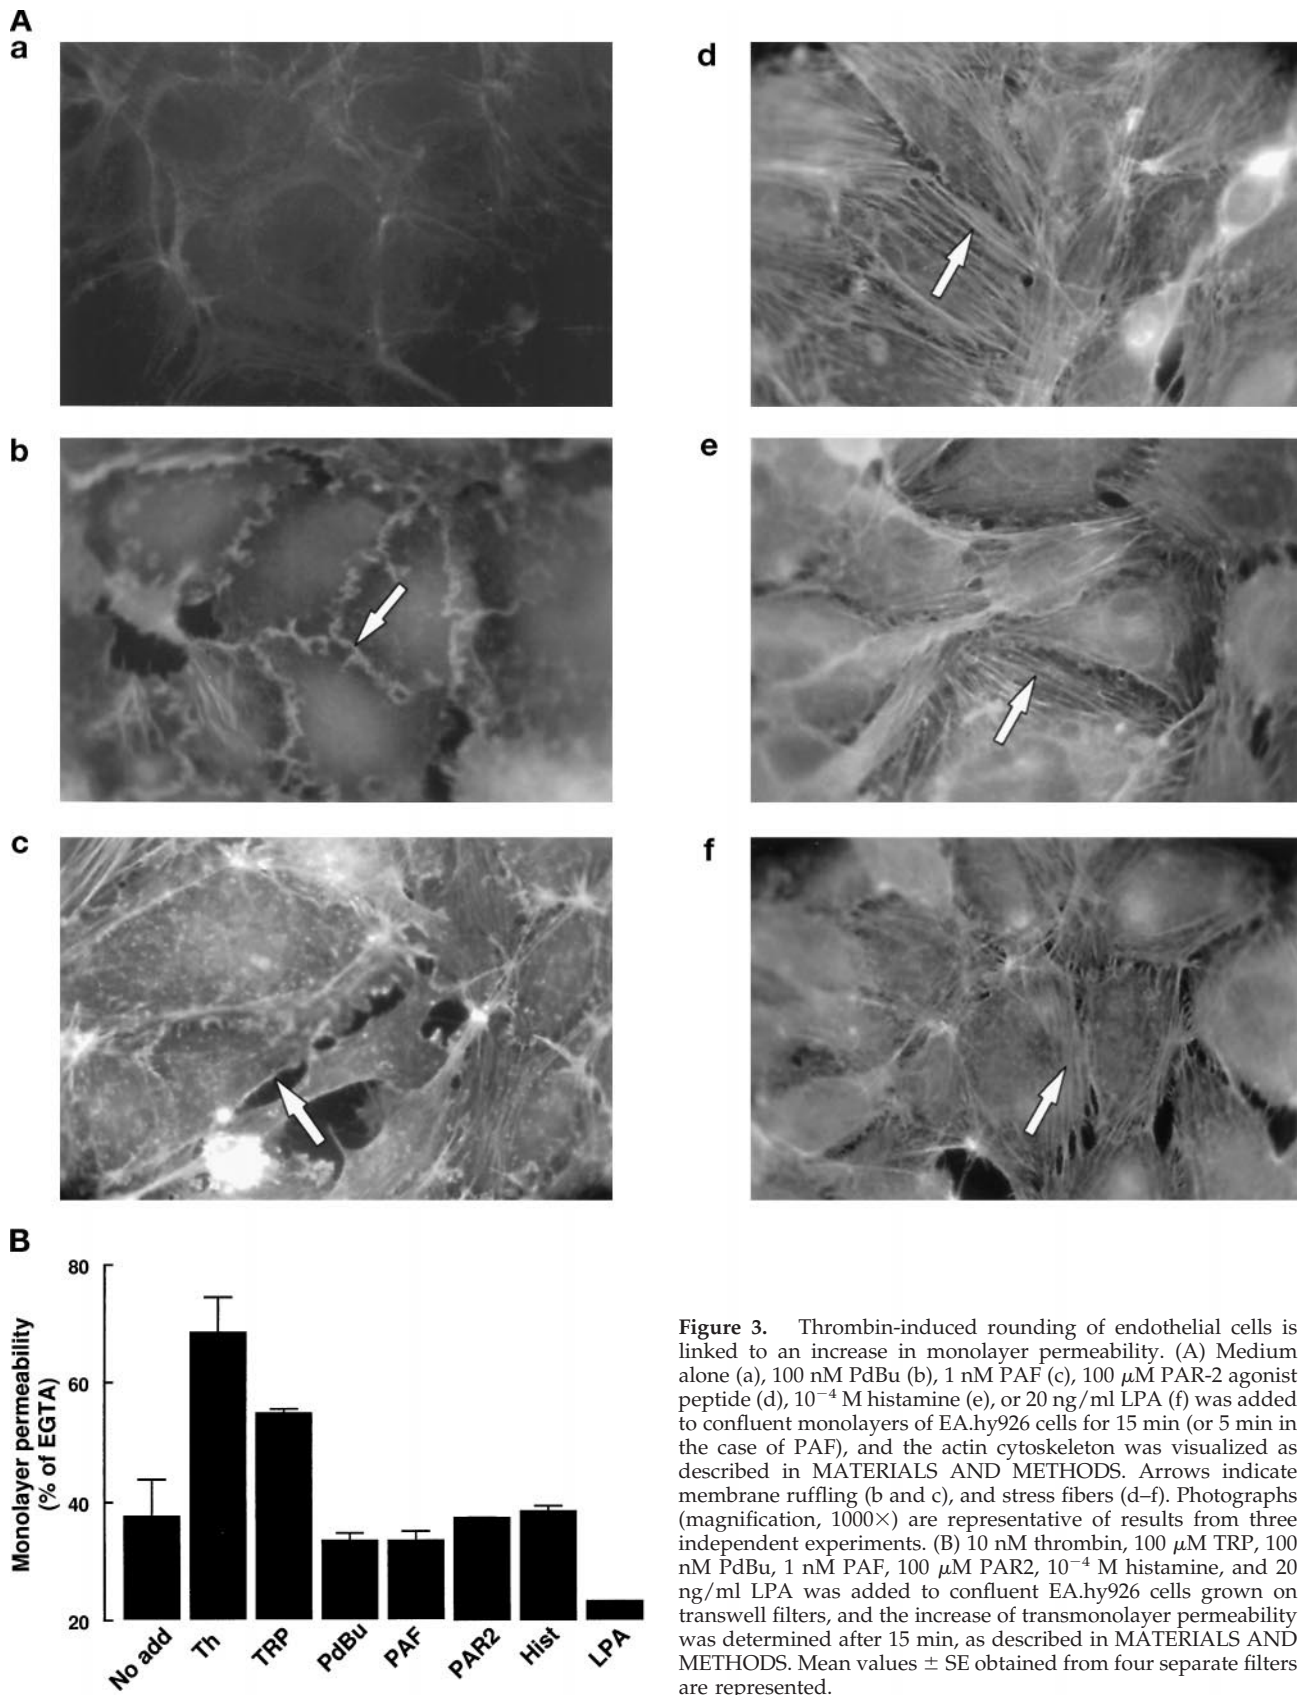 A
a
d
b
e
c
f
B
Monolayer permeability
(% of EGTA)
80
60
40
20
No add
Th
TRP
PdBu
PAF
PAR2
Hist
LPA
Figure 3. Thrombin-induced rounding of endothelial cells is
linked to an increase in monolayer permeability. (A) Medium
alone (a), 100 nM PdBu (b), 1 nM PAF (c), 100 μM PAR-2 agonist
peptide (d), 10⁻⁴ M histamine (e), or 20 ng/ml LPA (f) was added
to confluent monolayers of EA.hy926 cells for 15 min (or 5 min in
the case of PAF), and the actin cytoskeleton was visualized as
described in MATERIALS AND METHODS. Arrows indicate
membrane ruffling (b and c), and stress fibers (d–f). Photographs
(magnification, 1000×) are representative of results from three
independent experiments. (B) 10 nM thrombin, 100 μM TRP, 100
nM PdBu, 1 nM PAF, 100 μM PAR2, 10⁻⁴ M histamine, and 20
ng/ml LPA was added to confluent EA.hy926 cells grown on
transwell filters, and the increase of transmonolayer permeability
was determined after 15 min, as described in MATERIALS AND
METHODS. Mean values ± SE obtained from four separate filters
are represented.